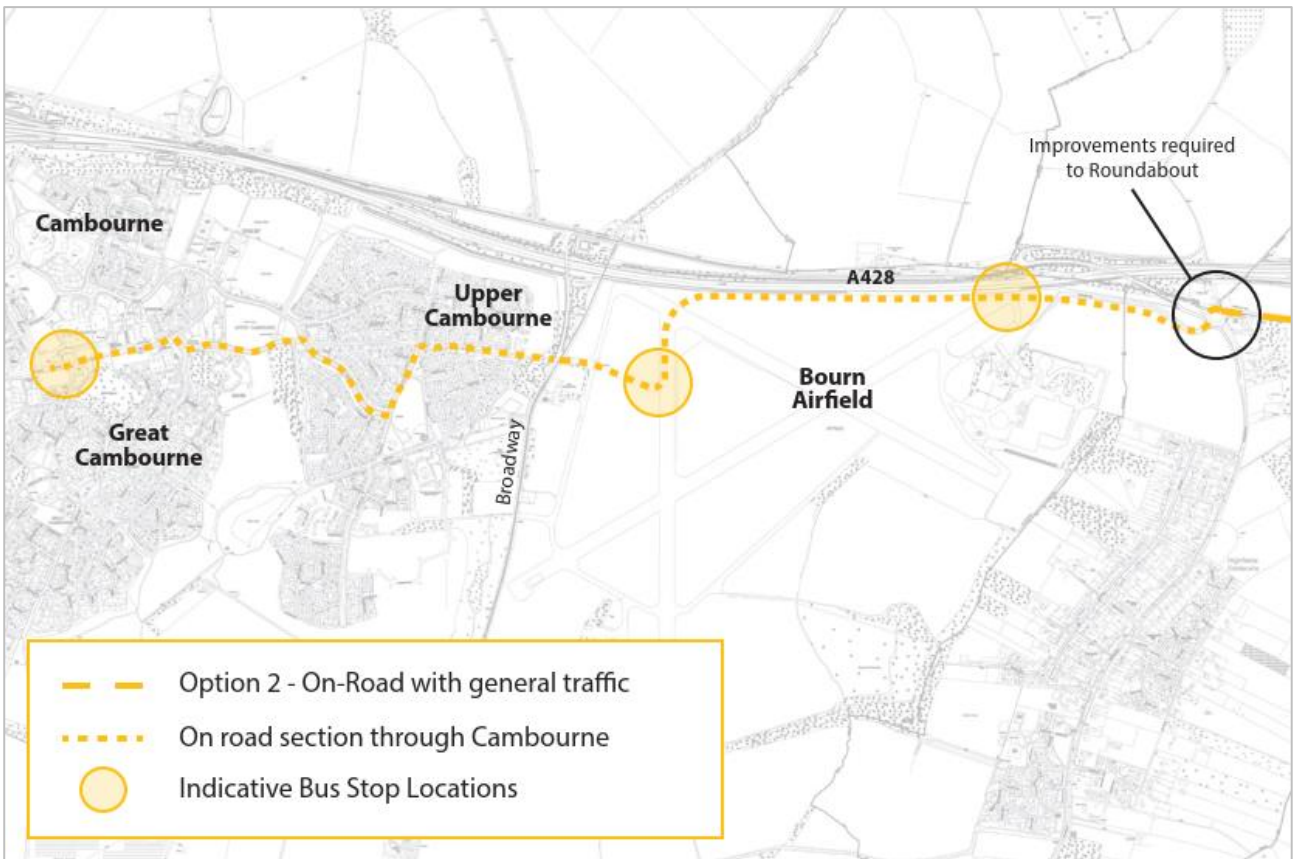 Improvements required
to Roundabout
Cambourne
A428
Upper
Cambourne
Bourn
Airfield
Great
Cambourne
Broadway
Option 2 - On-Road with general traffic
On road section through Cambourne
Indicative Bus Stop Locations